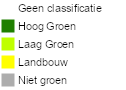 Geen classificatie
Hoog Groen
Laag Groen
Landbouw
Niet groen